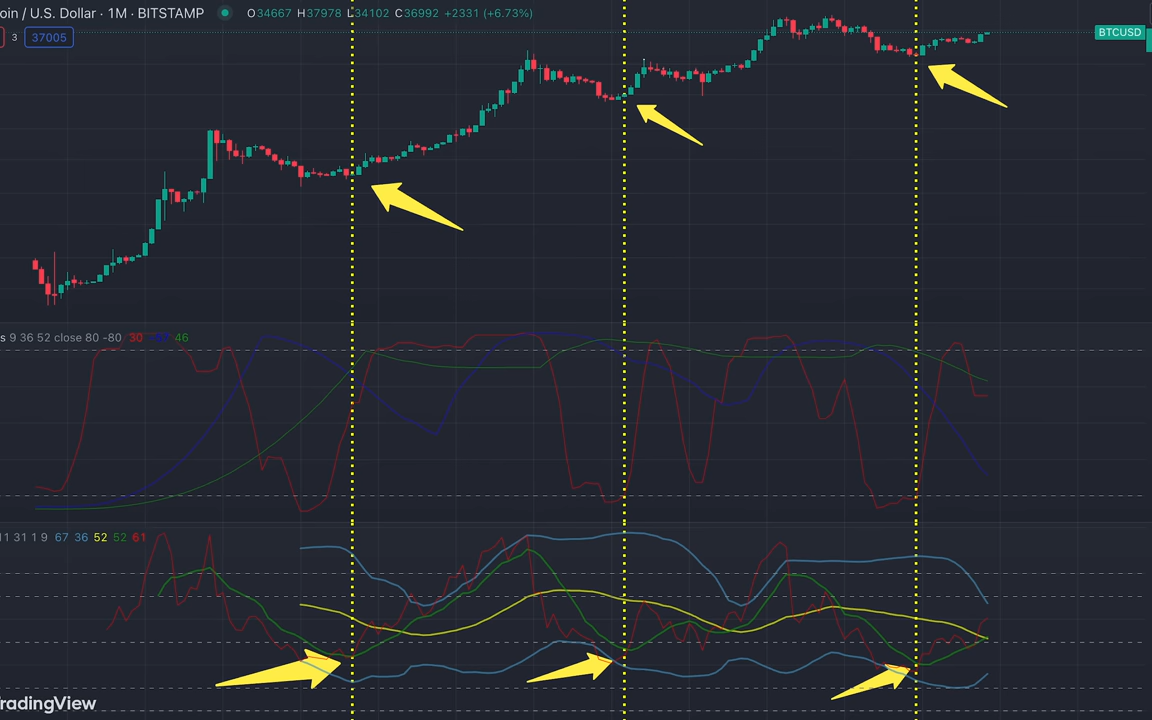 oin / U.S. Dollar · 1M · BITSTAMP O34667 H37978 L34102 C36992 +2331 (+6.73%)
3 37005
BTCUSD
s 9 36 52 close 80 -80 30 46
11 31 1 9 67 36 52 52 61
TradingView